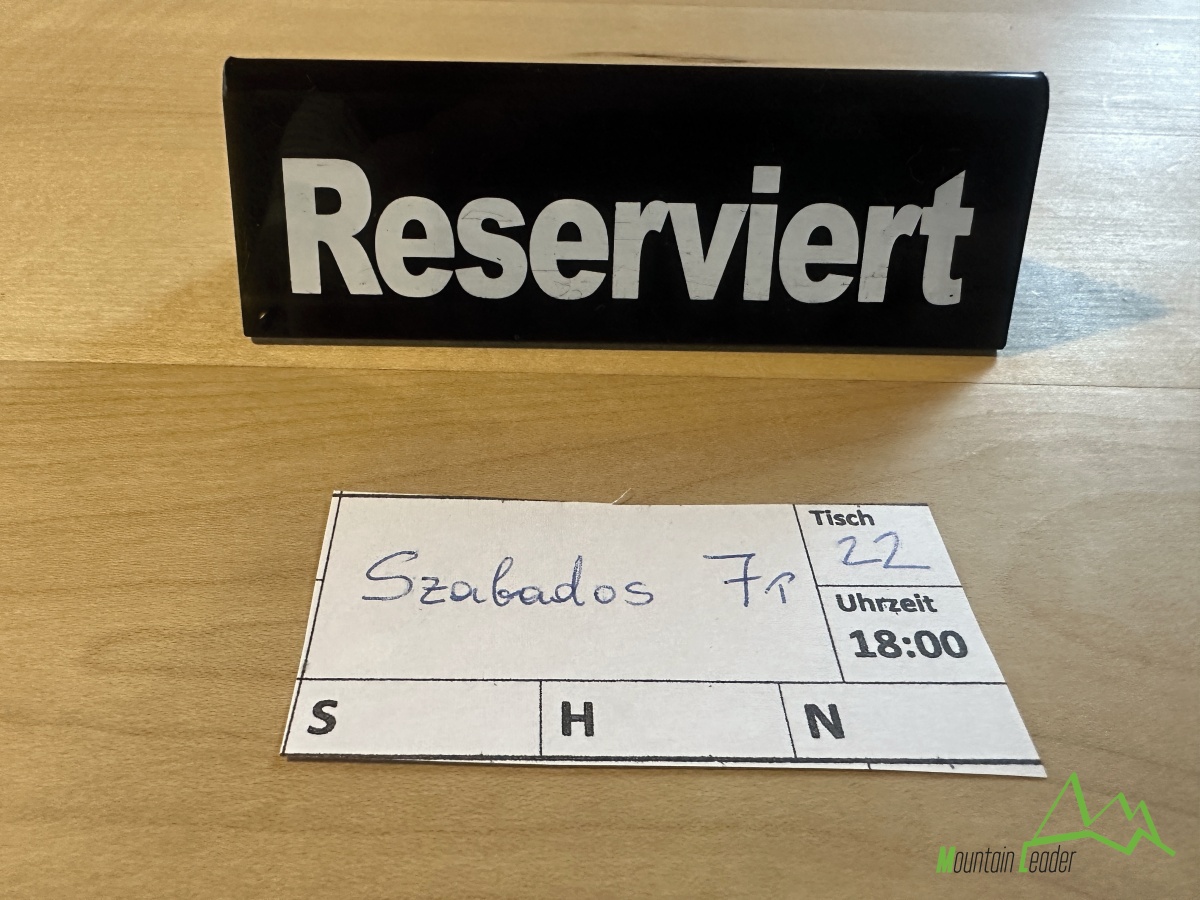 Reserviert
Szabados 7
Tisch
22
Uhrzeit
18:00
S H N
Mountain Leader